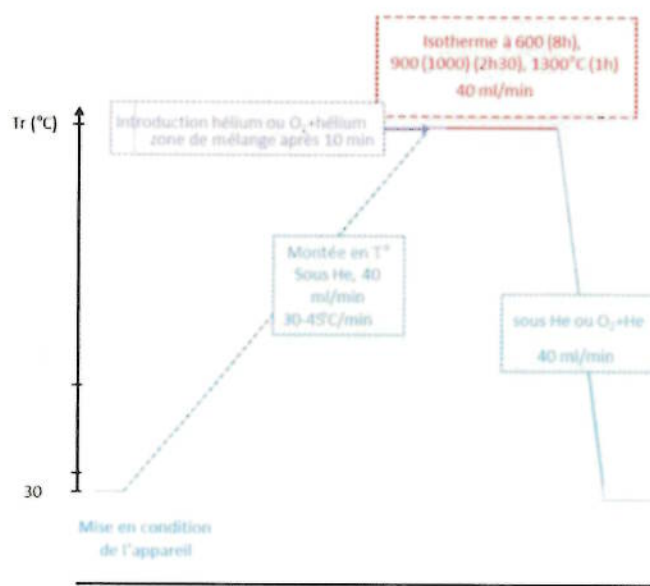 Isotherme à 600 (8h),
900 (1000) (2h30), 1300°C (1h)
40 ml/min
Tr (°C)
Introduction hélium ou O₂+hélium
zone de mélange après 10 min
Montée en T°
Sous He, 40
ml/min
30-45°C/min
sous He ou O₂+He
40 ml/min
30
Mise en condition
de l'appareil